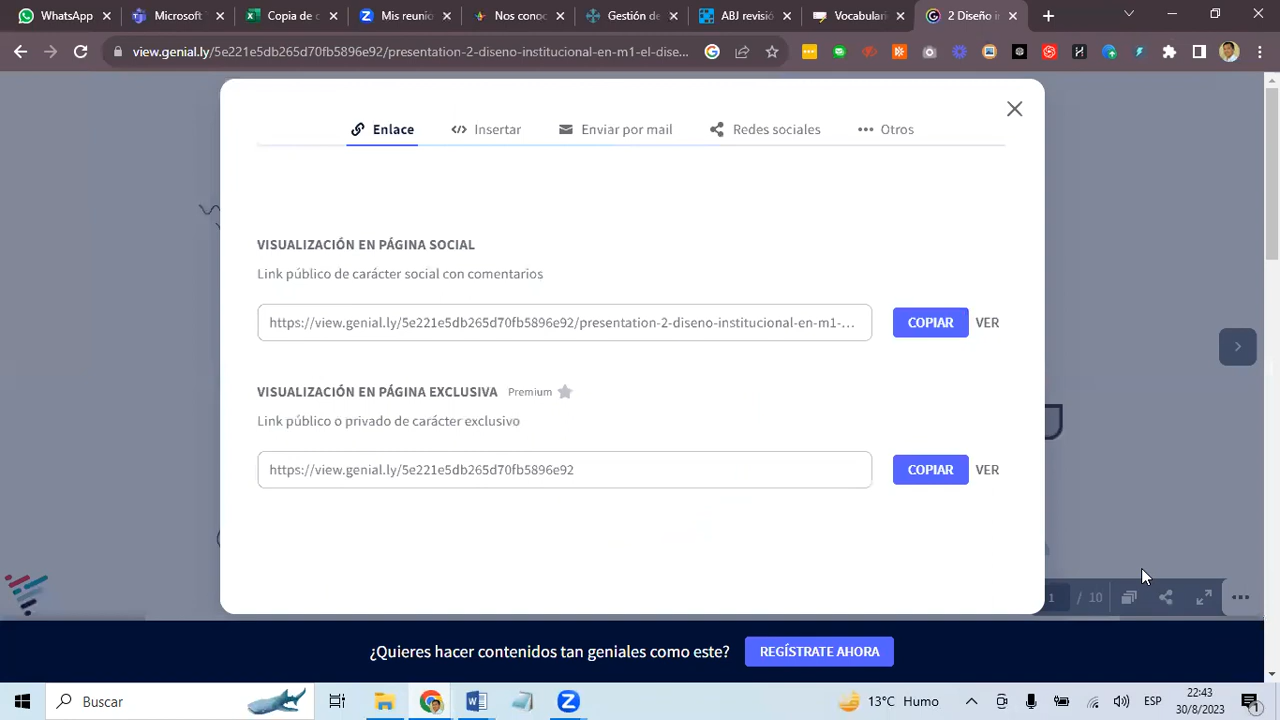 WhatsApp
Microsoft T
Copia de c
Mis reunio
Nos conoc
Gestión de
ABJ revisió
Vocabulari
2 Diseño in
view.genial.ly/5e221e5db265d70fb5896e92/presentation-2-diseno-institucional-en-m1-el-dise...
Enlace
Insertar
Enviar por mail
Redes sociales
Otros
VISUALIZACIÓN EN PÁGINA SOCIAL
Link público de carácter social con comentarios
https://view.genial.ly/5e221e5db265d70fb5896e92/presentation-2-diseno-institucional-en-m1-...
COPIAR
VER
VISUALIZACIÓN EN PÁGINA EXCLUSIVA Premium
Link público o privado de carácter exclusivo
https://view.genial.ly/5e221e5db265d70fb5896e92
COPIAR
VER
1 / 10
¿Quieres hacer contenidos tan geniales como este?
REGÍSTRATE AHORA
Buscar
13°C Humo
ESP
22:43
30/8/2023